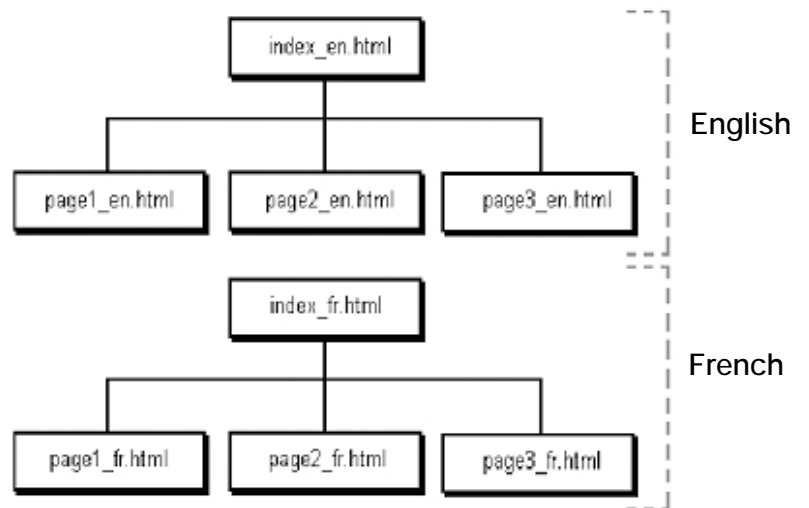 index_en.html
English
page1_en.html page2_en.html page3_en.html
index_fr.html
French
page1_fr.html page2_fr.html page3_fr.html